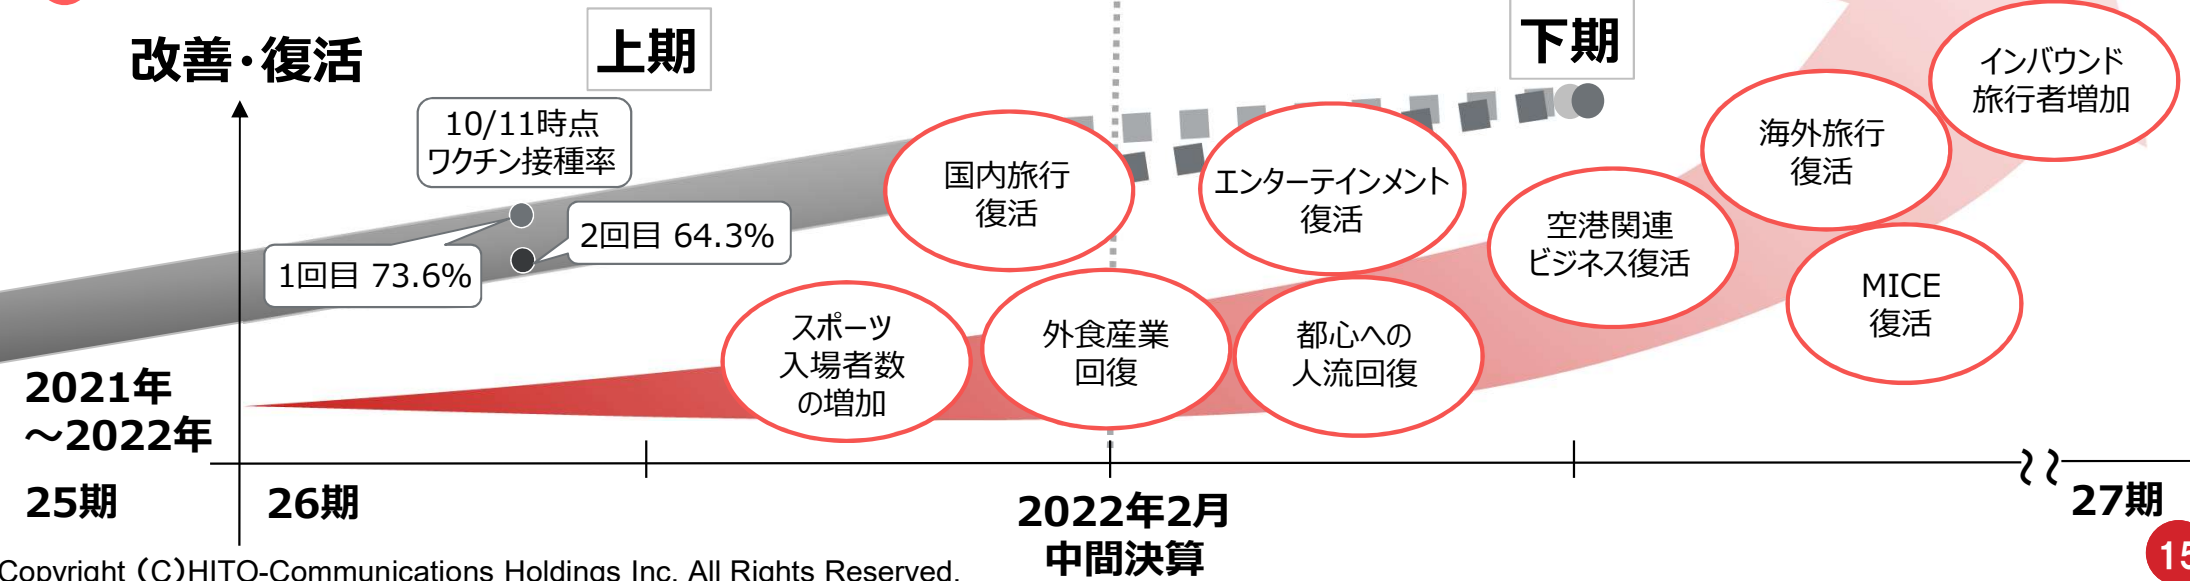 改善・復活
上期
下期
10/11時点
ワクチン接種率
1回目 73.6%
2回目 64.3%
国内旅行
復活
エンターテインメント
復活
インバウンド
旅行者増加
海外旅行
復活
空港関連
ビジネス復活
MICE
復活
スポーツ
入場者数
の増加
外食産業
回復
都心への
人流回復
2021年
～2022年
25期
26期
2022年2月
中間決算
27期
Copyright (C)HITO-Communications Holdings Inc. All Rights Reserved.
15